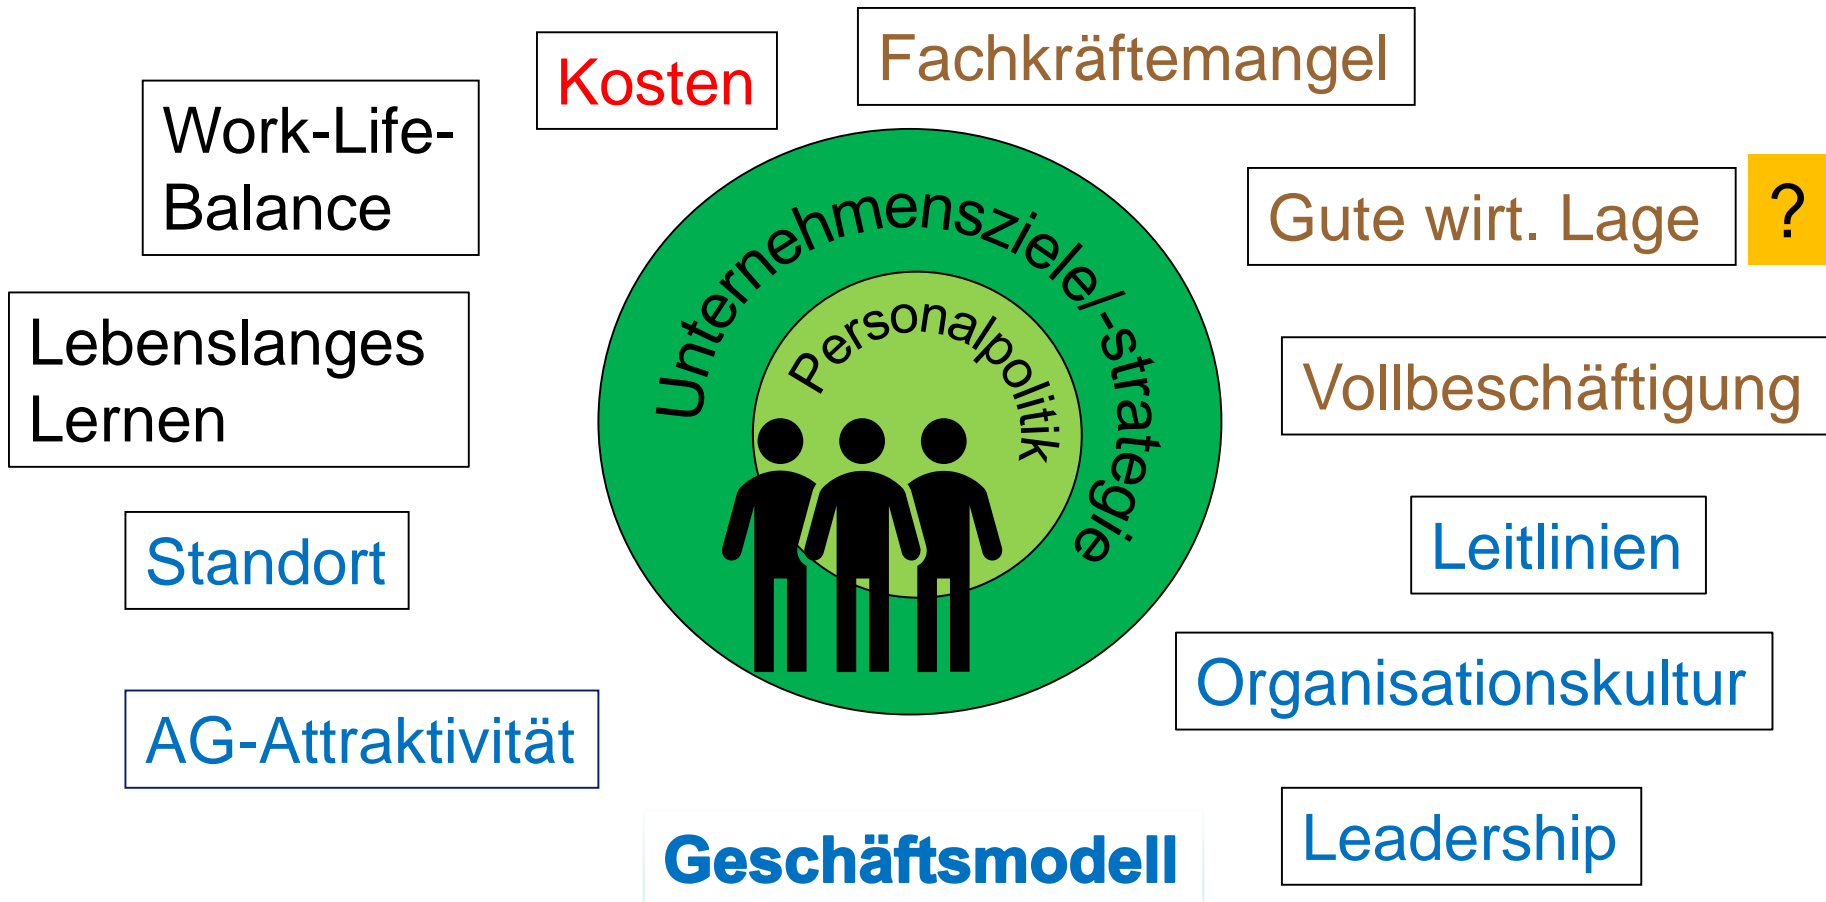 Kosten
Fachkräftemangel
Work-Life-
Balance
Gute wirt. Lage
?
Unternehmensziele/-strategie
Personalpolitik
Lebenslanges
Lernen
Vollbeschäftigung
Standort
Leitlinien
Organisationskultur
AG-Attraktivität
Leadership
Geschäftsmodell